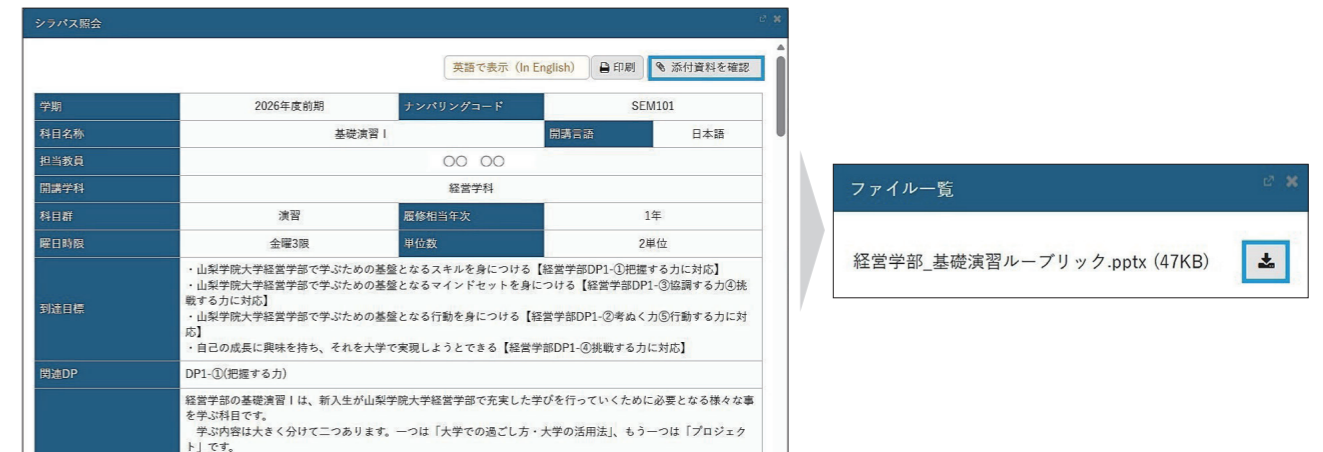 シラバス照会
英語で表示（In English） 印刷 添付資料を確認
学期 2026年度前期 ナンバリングコード SEM101
科目名称 基礎演習Ⅰ 開講言語 日本語
担当教員 〇〇 〇〇
開講学科 経営学科
科目群 演習 履修相当年次 1年
曜日時限 金曜3限 単位数 2単位
到達目標
・山梨学院大学経営学部で学ぶための基盤となるスキルを身につける【経営学部DP1-①把握する力に対応】
・山梨学院大学経営学部で学ぶための基盤となるマインドセットを身につける【経営学部DP1-③協調する力④挑
戦する力に対応】
・山梨学院大学経営学部で学ぶための基盤となる行動を身につける【経営学部DP1-②考ぬく力⑤行動する力に対
応】
・自己の成長に興味を持ち、それを大学で実現しようとできる【経営学部DP1-④挑戦する力に対応】
関連DP DP1-①(把握する力)
経営学部の基礎演習Ⅰは、新入生が山梨学院大学経営学部で充実した学びを行っていくために必要となる様々な事
を学ぶ科目です。
学ぶ内容は大きく分けて二つあります。一つは「大学での過ごし方・大学の活用法」、もう一つは「プロジェク
ト」です。
ファイル一覧
経営学部_基礎演習ルーブリック.pptx (47KB)